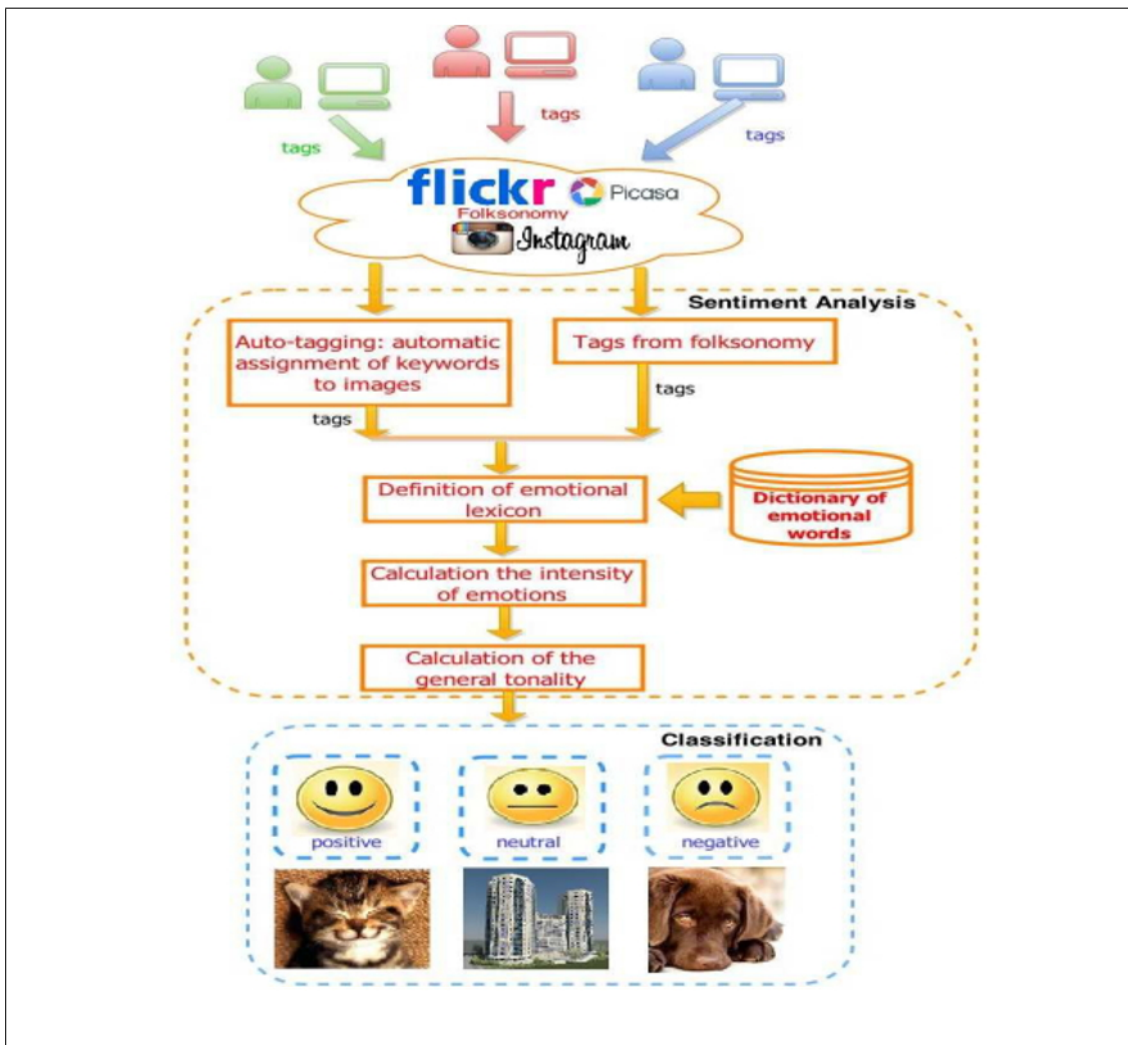 tags
tags
tags
flickr Picasa
Folksonomy
Instagram
Sentiment Analysis
Auto-tagging: automatic
assignment of keywords
to images
Tags from folksonomy
tags
tags
Definition of emotional
lexicon
Dictionary of
emotional
words
Calculation the intensity
of emotions
Calculation of the
general tonality
Classification
positive
neutral
negative